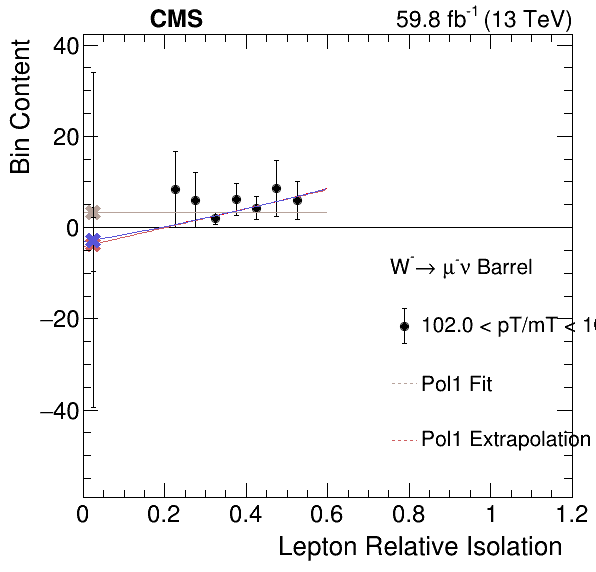 CMS 59.8 fb⁻¹ (13 TeV)
Bin Content
40
20
0
−20
−40
W⁻→ μ⁻ν Barrel
102.0 < pT/mT <
Pol1 Fit
Pol1 Extrapolation
0 0.2 0.4 0.6 0.8 1 1.2
Lepton Relative Isolation